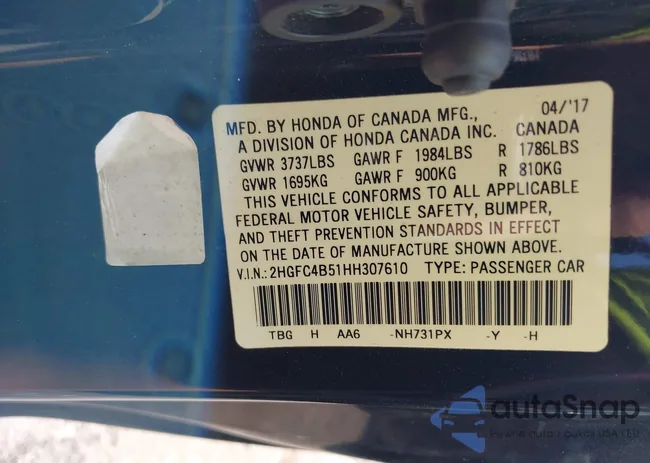 MFD. BY HONDA OF CANADA MFG., 04/'17
A DIVISION OF HONDA CANADA INC. CANADA
GVWR 3737LBS GAWR F 1984LBS R 1786LBS
GVWR 1695KG GAWR F 900KG R 810KG
THIS VEHICLE CONFORMS TO ALL APPLICABLE
FEDERAL MOTOR VEHICLE SAFETY, BUMPER,
AND THEFT PREVENTION STANDARDS IN EFFECT
ON THE DATE OF MANUFACTURE SHOWN ABOVE.
V.I.N.: 2HGFC4B51HH307610 TYPE: PASSENGER CAR
TBG H AA6 -NH731PX -Y -H
autoSnap